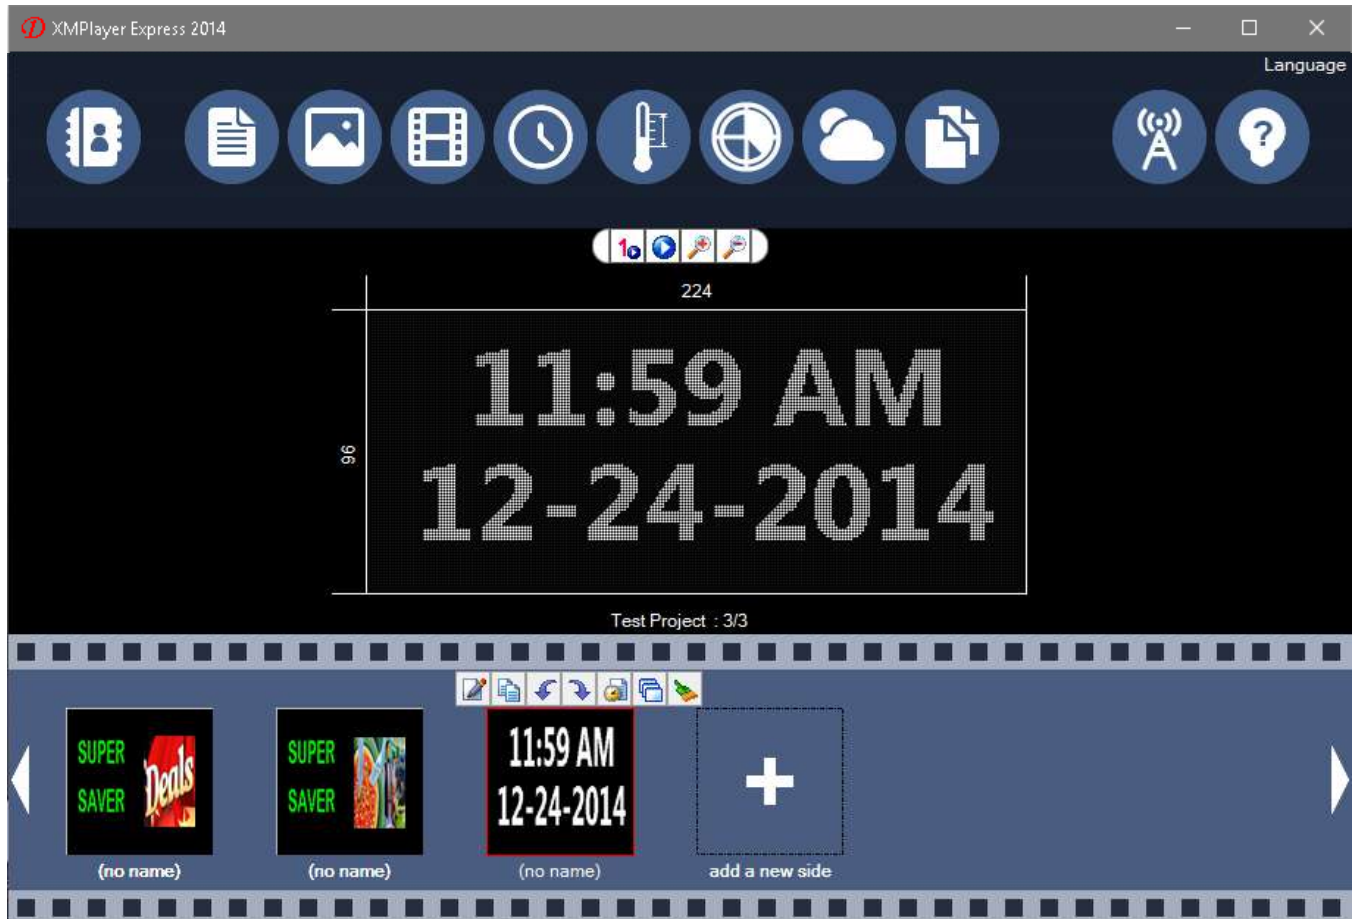 XMPlayer Express 2014
Language
224
96
11:59 AM
12-24-2014
Test Project : 3/3
SUPER
SAVER
Deals
SUPER
SAVER
11:59 AM
12-24-2014
(no name)
(no name)
(no name)
add a new side